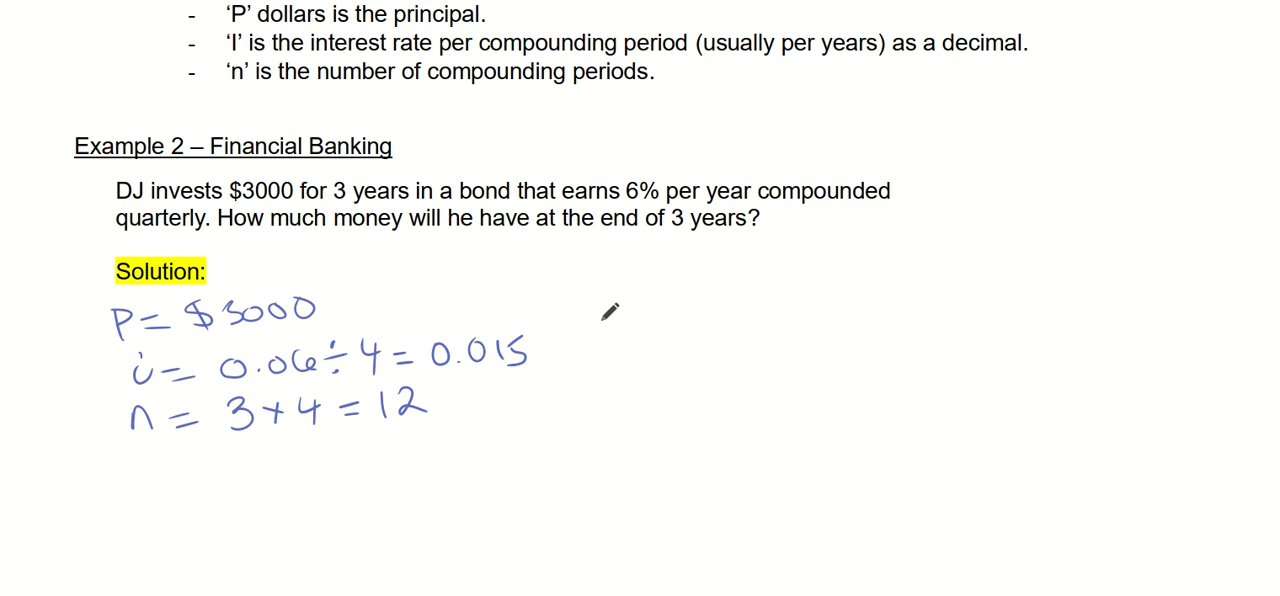 - ‘P’ dollars is the principal.
- ‘I’ is the interest rate per compounding period (usually per years) as a decimal.
- ‘n’ is the number of compounding periods.
Example 2 – Financial Banking
DJ invests $3000 for 3 years in a bond that earns 6% per year compounded
quarterly. How much money will he have at the end of 3 years?
Solution:
P = $3000
i = 0.06 ÷ 4 = 0.015
n = 3 + 4 = 12